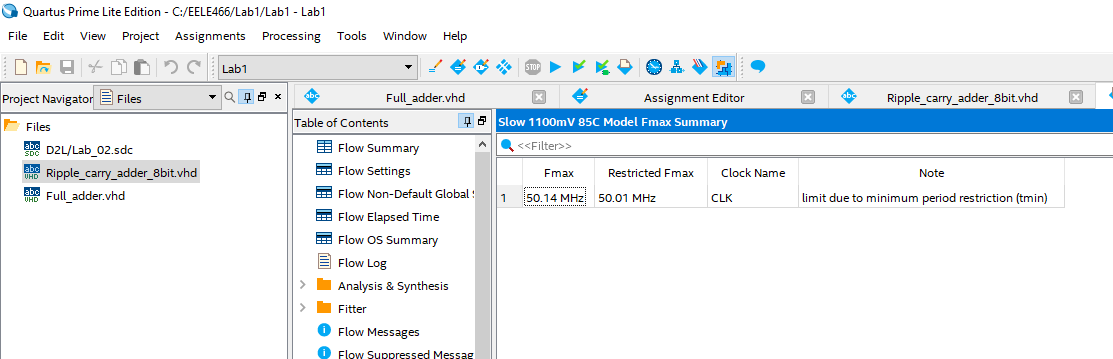 Quartus Prime Lite Edition - C:/EELE466/Lab1/Lab1 - Lab1
File Edit View Project Assignments Processing Tools Window Help
Lab1
Project Navigator Files
Files
D2L/Lab_02.sdc
Ripple_carry_adder_8bit.vhd
Full_adder.vhd
Full_adder.vhd Assignment Editor Ripple_carry_adder_8bit.vhd
Table of Contents
Flow Summary
Flow Settings
Flow Non-Default Global S
Flow Elapsed Time
Flow OS Summary
Flow Log
Analysis & Synthesis
Fitter
Flow Messages
Flow Suppressed Messag
Slow 1100mV 85C Model Fmax Summary
<<Filter>>
Fmax Restricted Fmax Clock Name Note
1 50.14 MHz 50.01 MHz CLK limit due to minimum period restriction (tmin)